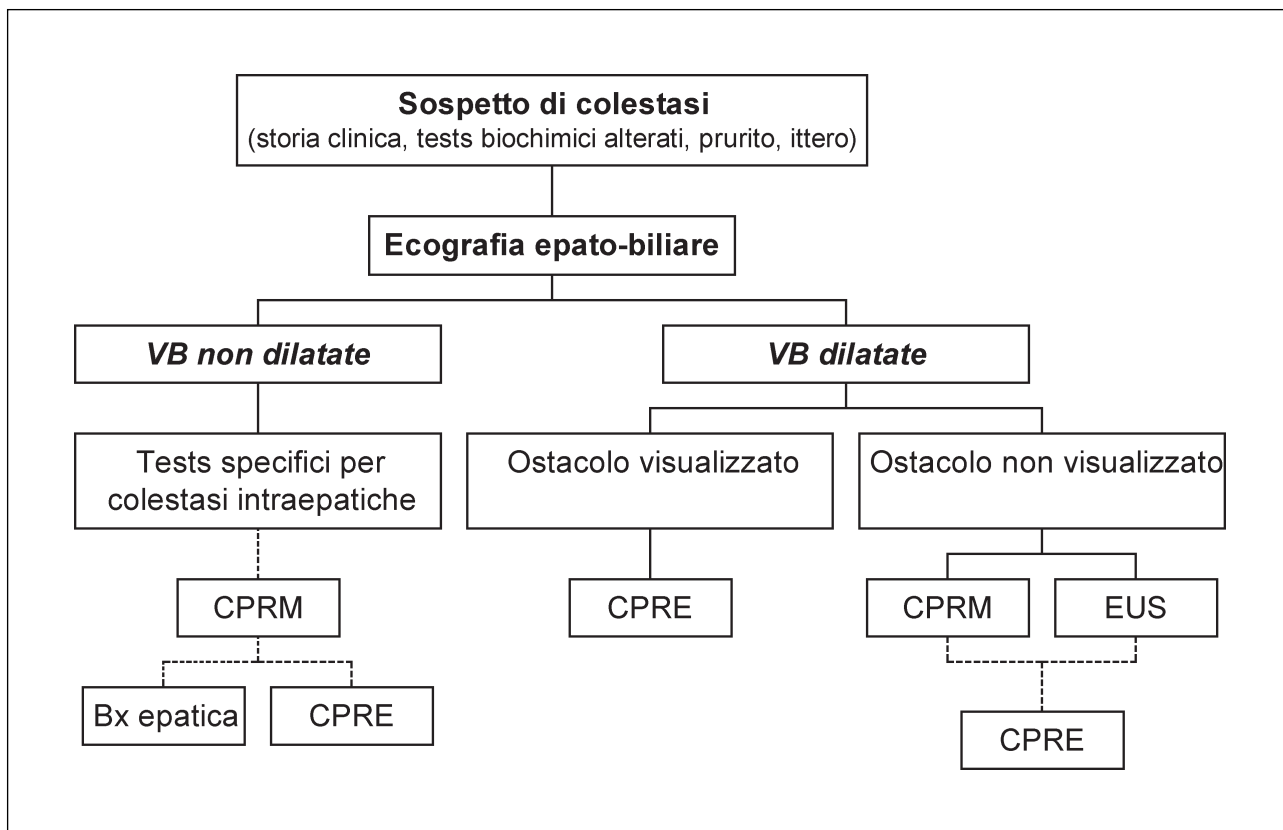 Sospetto di colestasi
(storia clinica, tests biochimici alterati, prurito, ittero)
Ecografia epato-biliare
VB non dilatate
VB dilatate
Tests specifici per
colestasi intraepatiche
Ostacolo visualizzato
Ostacolo non visualizzato
CPRM
CPRE
CPRM
EUS
Bx epatica
CPRE
CPRE